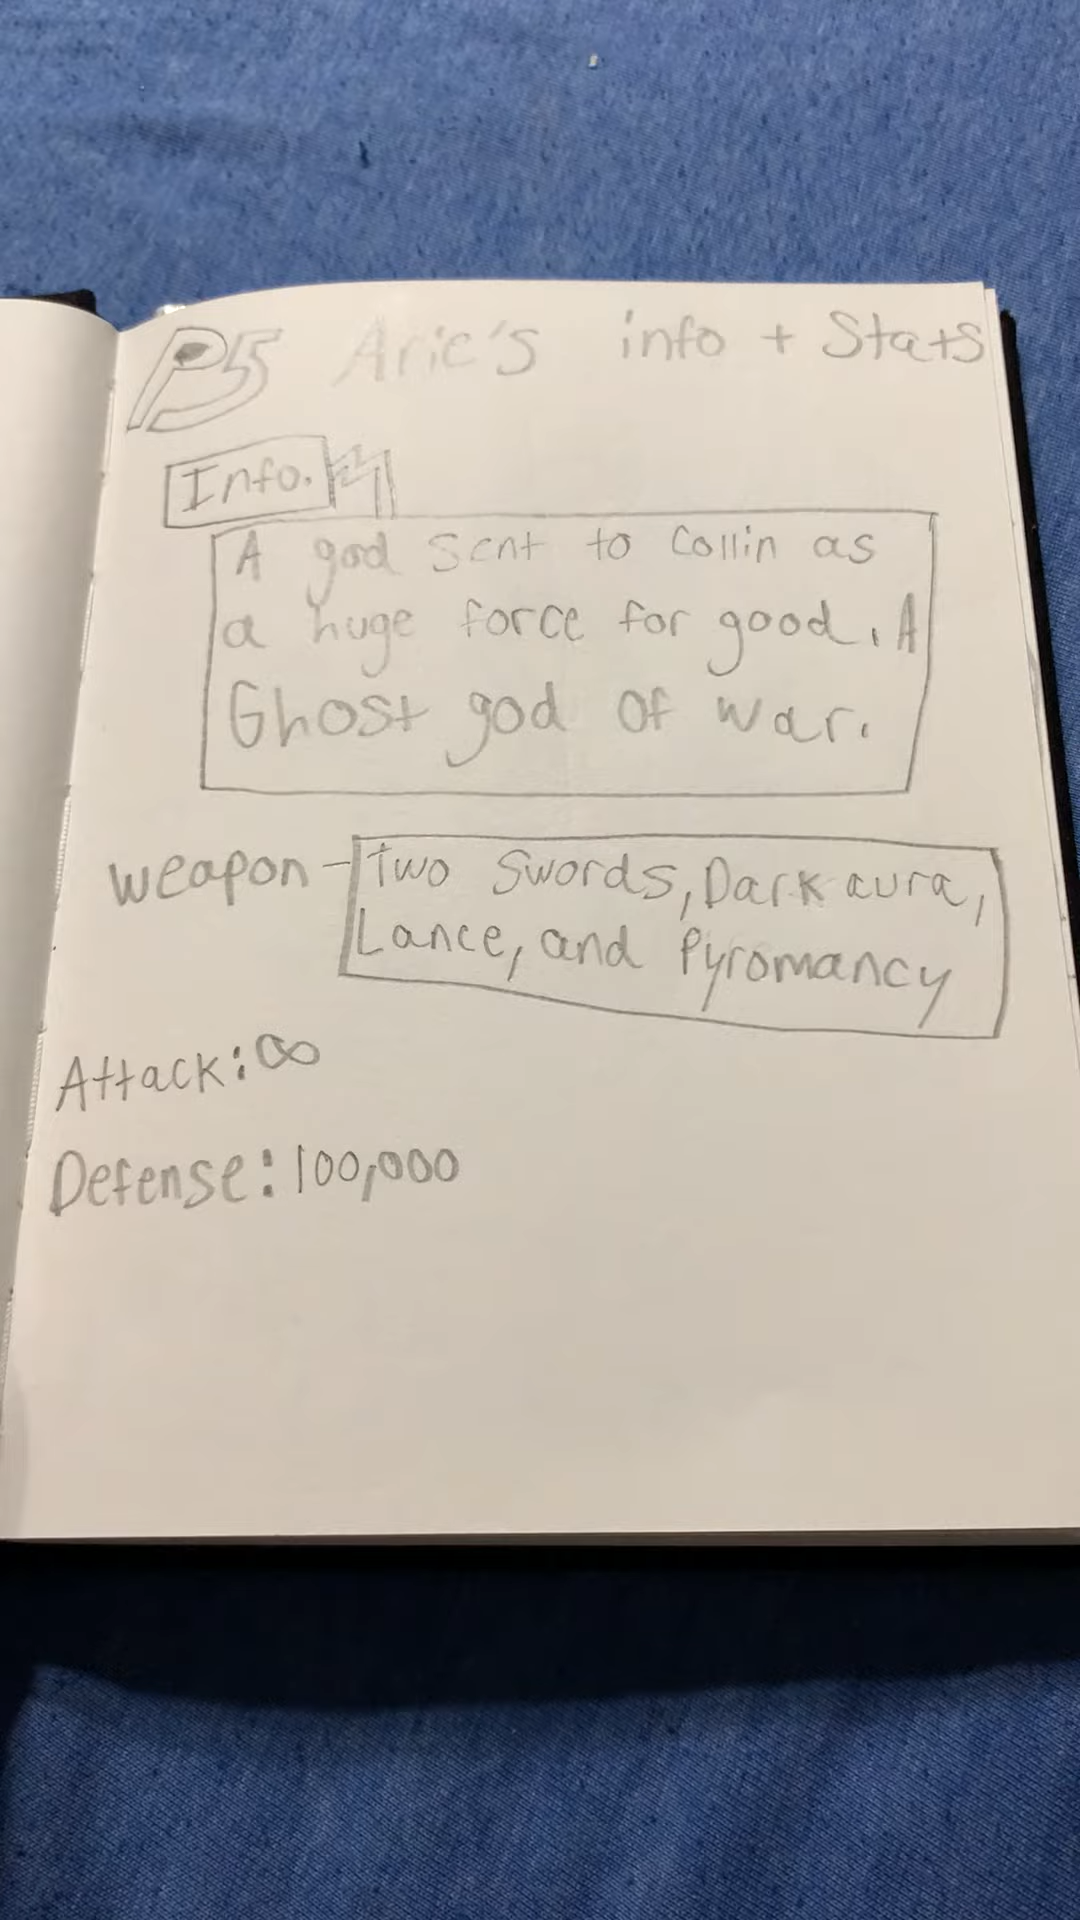 P5 Aric's info + Stats
Info.
A god sent to Collin as
a huge force for good. A
Ghost god of war.
weapon - Two Swords, Dark aura,
Lance, and Pyromancy
Attack: ∞
Defense: 100,000